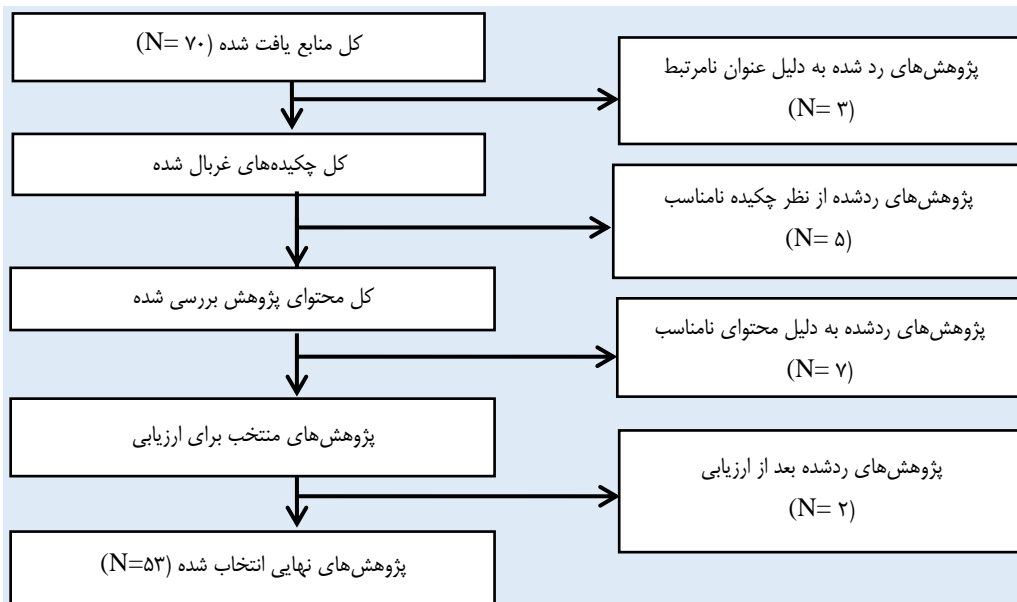 کل منابع یافت شده (N= ۷۰)
پژوهش‌های رد شده به دلیل عنوان نامرتبط
(N= ۳)
کل چکیده‌های غربال شده
پژوهش‌های ردشده از نظر چکیده نامناسب
(N= ۵)
کل محتوای پژوهش بررسی شده
پژوهش‌های ردشده به دلیل محتوای نامناسب
(N= ۷)
پژوهش‌های منتخب برای ارزیابی
پژوهش‌های ردشده بعد از ارزیابی
(N= ۲)
پژوهش‌های نهایی انتخاب شده (N=۵۳)